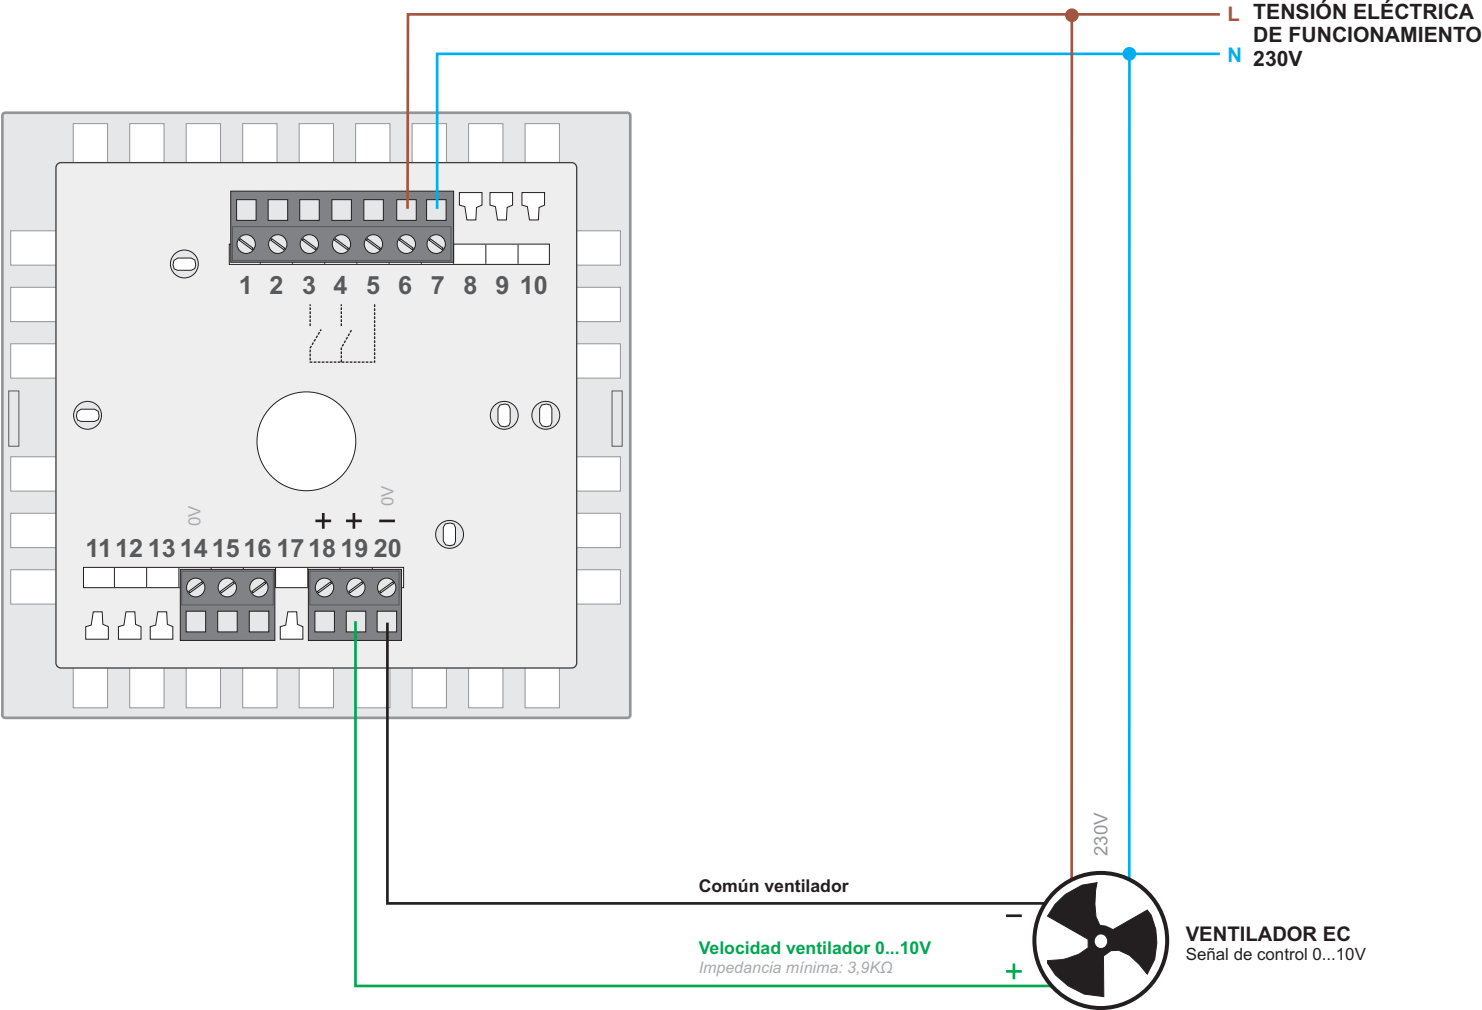 L TENSIÓN ELÉCTRICA
DE FUNCIONAMIENTO
N 230V
1 2 3 4 5 6 7 8 9 10
0V
0V
+ + −
11 12 13 14 15 16 17 18 19 20
230V
Común ventilador
−
VENTILADOR EC
Velocidad ventilador 0...10V
Señal de control 0...10V
Impedancia mínima: 3,9KΩ
+